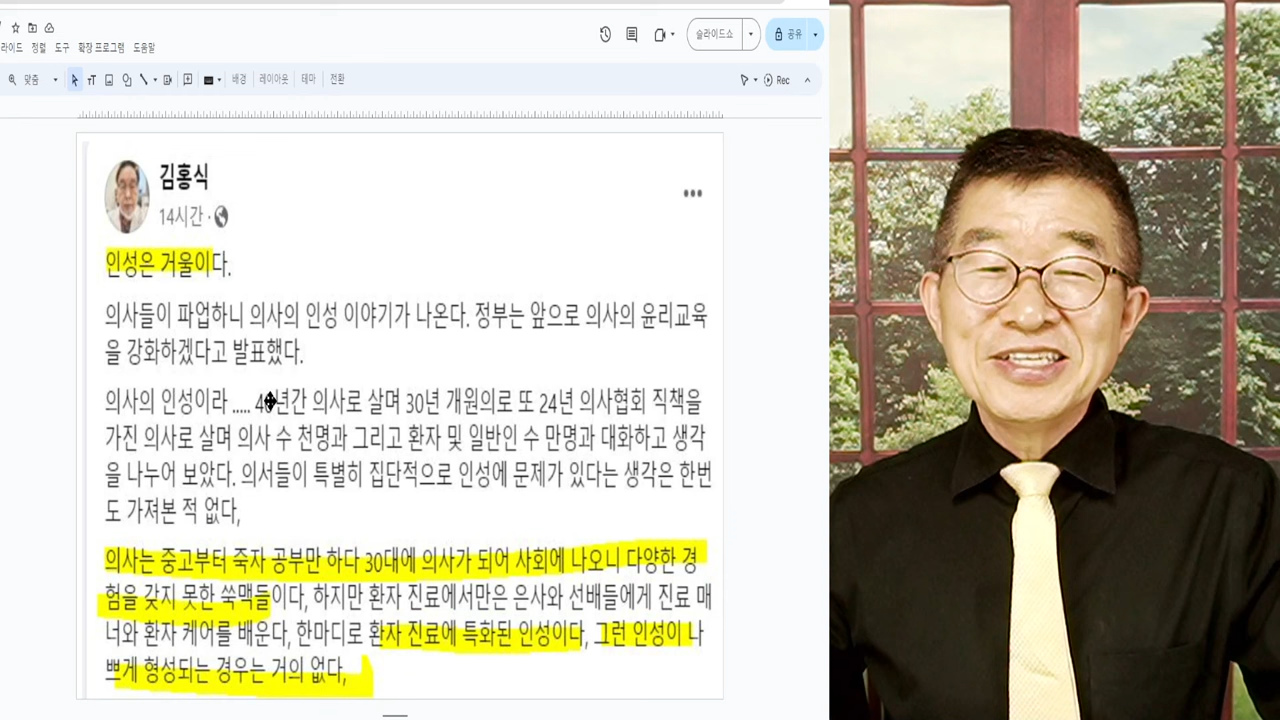 라이드 정렬 도구 확장 프로그램 도움말
슬라이드쇼
공유
맞춤 배경 레이아웃 테마 전환 Rec
김홍식
14시간
인성은 거울이다.
의사들이 파업하니 의사의 인성 이야기가 나온다. 정부는 앞으로 의사의 윤리교육
을 강화하겠다고 발표했다.
의사의 인성이라 ..... 4 년간 의사로 살며 30년 개원의로 또 24년 의사협회 직책을
가진 의사로 살며 의사 수 천명과 그리고 환자 및 일반인 수 만명과 대화하고 생각
을 나누어 보았다. 의서들이 특별히 집단적으로 인성에 문제가 있다는 생각은 한번
도 가져본 적 없다,
의사는 중고부터 죽자 공부만 하다 30대에 의사가 되어 사회에 나오니 다양한 경
험을 갖지 못한 쑥맥들이다, 하지만 환자 진료에서만은 은사와 선배들에게 진료 매
너와 환자 케어를 배운다, 한마디로 환자 진료에 특화된 인성이다, 그런 인성이 나
쁘게 형성되는 경우는 거의 없다,